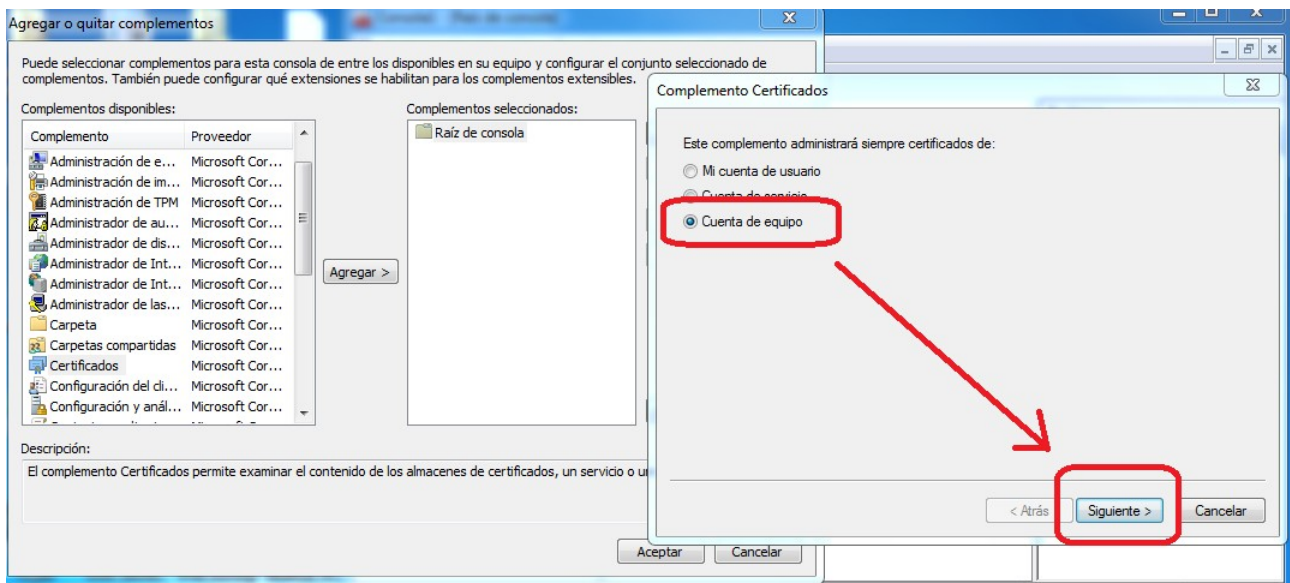 Agregar o quitar complementos
Puede seleccionar complementos para esta consola de entre los disponibles en su equipo y configurar el conjunto seleccionado de
complementos. También puede configurar qué extensiones se habilitan para los complementos extensibles.
Complementos disponibles:
Complemento Proveedor
Administración de e... Microsoft Cor...
Administración de im... Microsoft Cor...
Administración de TPM Microsoft Cor...
Administrador de au... Microsoft Cor...
Administrador de dis... Microsoft Cor...
Administrador de Int... Microsoft Cor...
Administrador de Int... Microsoft Cor...
Administrador de las... Microsoft Cor...
Carpeta Microsoft Cor...
Carpetas compartidas Microsoft Cor...
Certificados Microsoft Cor...
Configuración del cli... Microsoft Cor...
Configuración y anál... Microsoft Cor...
Agregar >
Complementos seleccionados:
Raíz de consola
Descripción:
El complemento Certificados permite examinar el contenido de los almacenes de certificados, un servicio o
Aceptar Cancelar
Complemento Certificados
Este complemento administrará siempre certificados de:
Mi cuenta de usuario
Cuenta de servicio
Cuenta de equipo
< Atrás Siguiente > Cancelar